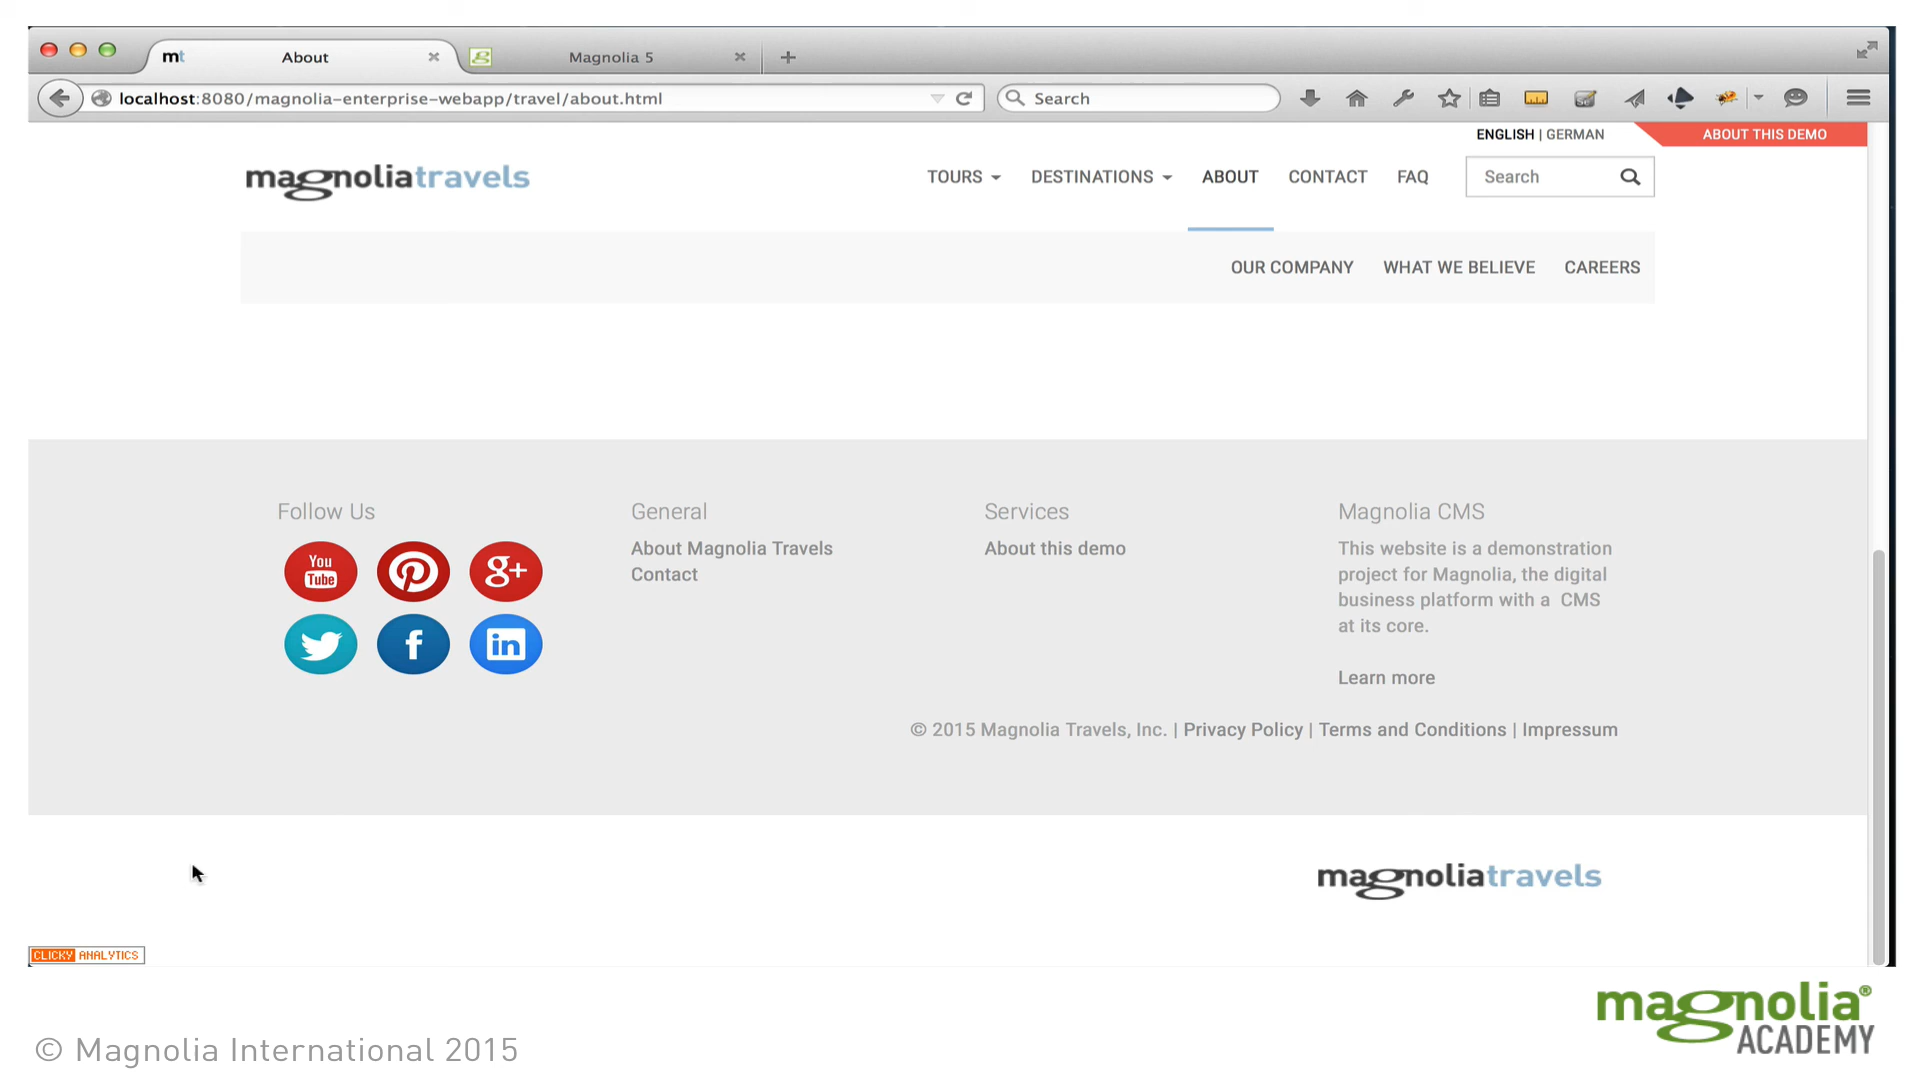 mt About Magnolia 5
localhost:8080/magnolia-enterprise-webapp/travel/about.html Search
ENGLISH | GERMAN ABOUT THIS DEMO
magnoliatravels TOURS DESTINATIONS ABOUT CONTACT FAQ Search
OUR COMPANY WHAT WE BELIEVE CAREERS
Follow Us
You Tube g+
f in
General
About Magnolia Travels
Contact
Services
About this demo
Magnolia CMS
This website is a demonstration
project for Magnolia, the digital
business platform with a CMS
at its core.
Learn more
© 2015 Magnolia Travels, Inc. | Privacy Policy | Terms and Conditions | Impressum
magnoliatravels
CLICKY ANALYTICS
© Magnolia International 2015
magnolia®
ACADEMY